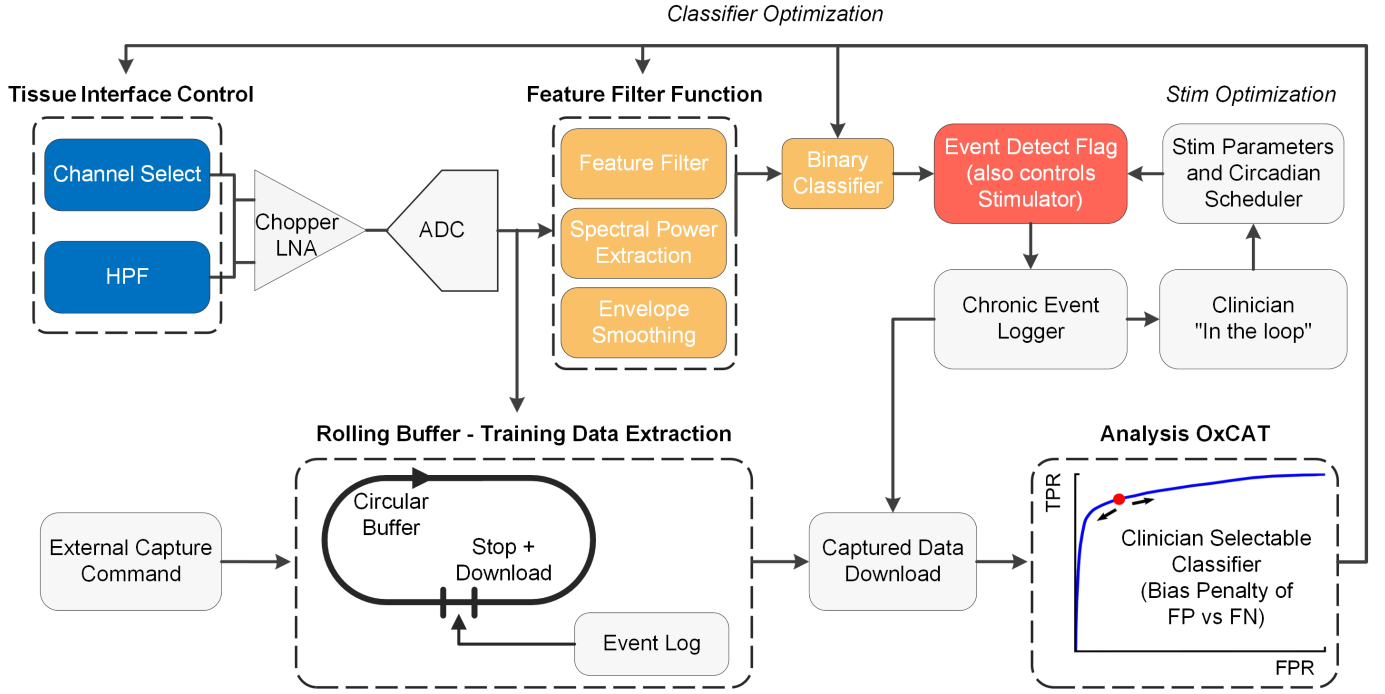 Classifier Optimization
Tissue Interface Control
Channel Select
HPF
Chopper
LNA
ADC
Feature Filter Function
Feature Filter
Spectral Power
Extraction
Envelope
Smoothing
Binary
Classifier
Event Detect Flag
(also controls
Stimulator)
Stim Optimization
Stim Parameters
and Circadian
Scheduler
Chronic Event
Logger
Clinician
"In the loop"
Rolling Buffer - Training Data Extraction
External Capture
Command
Circular
Buffer
Stop +
Download
Event Log
Captured Data
Download
Analysis OxCAT
TPR
Clinician Selectable
Classifier
(Bias Penalty of
FP vs FN)
FPR